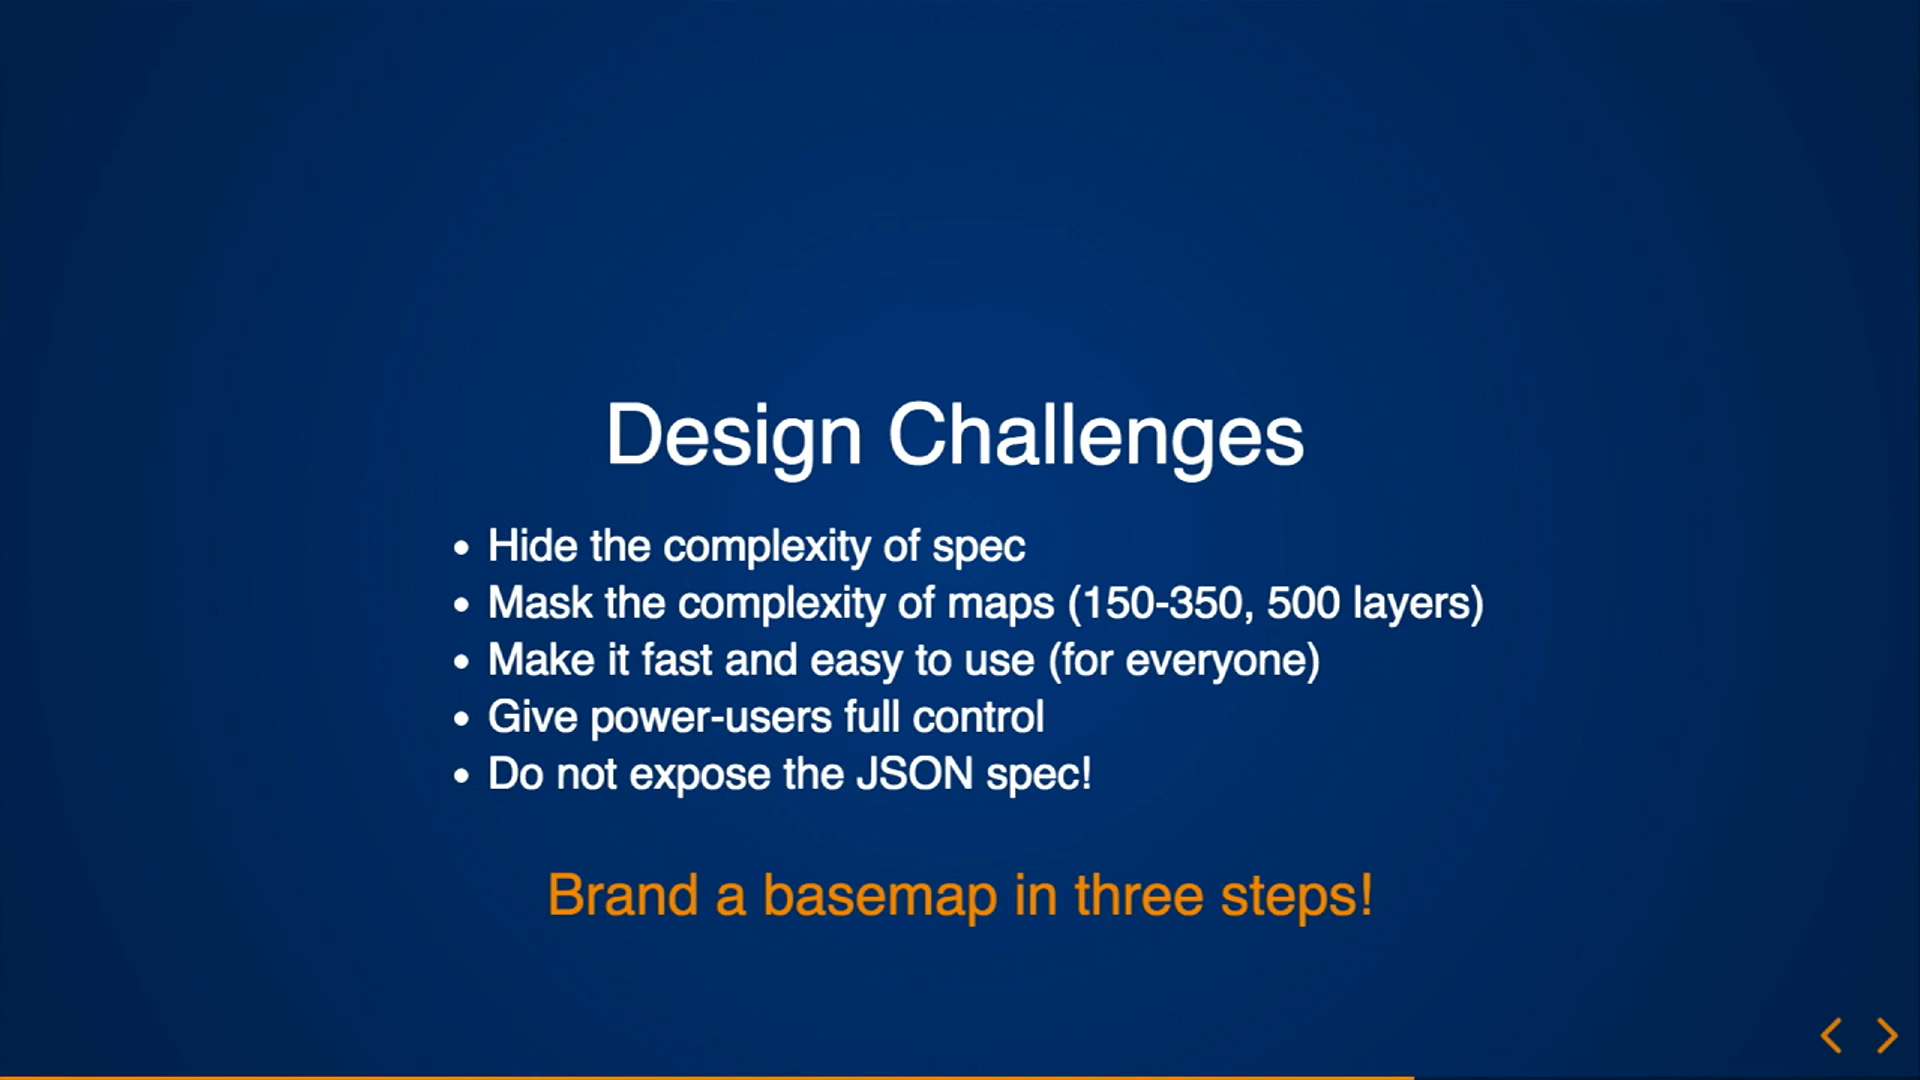 Design Challenges
• Hide the complexity of spec
• Mask the complexity of maps (150-350, 500 layers)
• Make it fast and easy to use (for everyone)
• Give power-users full control
• Do not expose the JSON spec!
Brand a basemap in three steps!